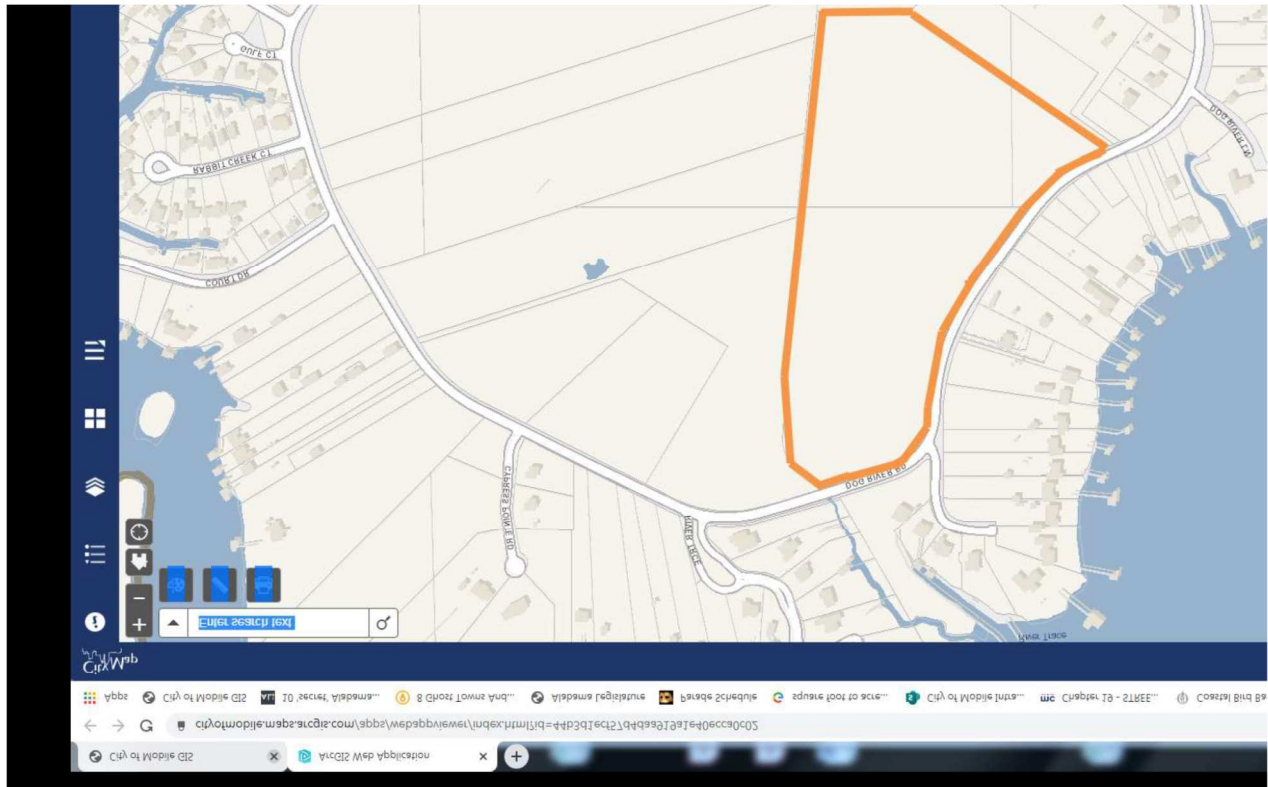 City of Mobile GIS
ArcGIS Web Application
cityofmobile.maps.arcgis.com/apps/webappviewer/index.html?id=44b3d1ecf57d4daa919a1e40ecca0c02
Apps
City of Mobile GIS
10 'secret' Alabama...
8 Ghost Towns And...
Alabama Legislature
Parade Schedule
square foot to acre...
City of Mobile Intra...
Chapter 19 - STREE...
Coastal Bird Ba
CityMap
Enter search text
River Trace
RIVER TRCE
CYPRESS POINTE RD
DOG RIVER RD
COURT DR
RABBIT CREEK CT
DOG RIVER LN
GULF CT